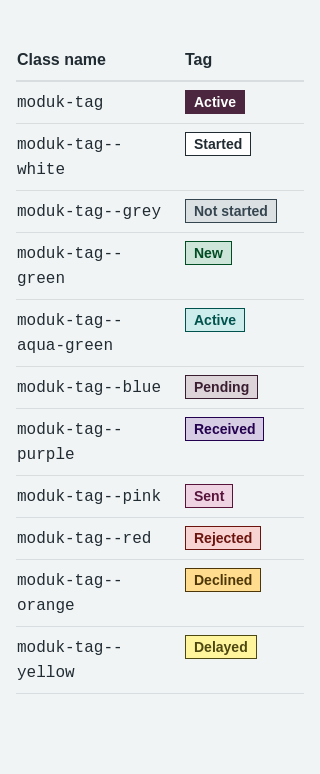 Class name Tag
moduk-tag Active
moduk-tag-- Started
white
moduk-tag--grey Not started
moduk-tag-- New
green
moduk-tag-- Active
aqua-green
moduk-tag--blue Pending
moduk-tag-- Received
purple
moduk-tag--pink Sent
moduk-tag--red Rejected
moduk-tag-- Declined
orange
moduk-tag-- Delayed
yellow